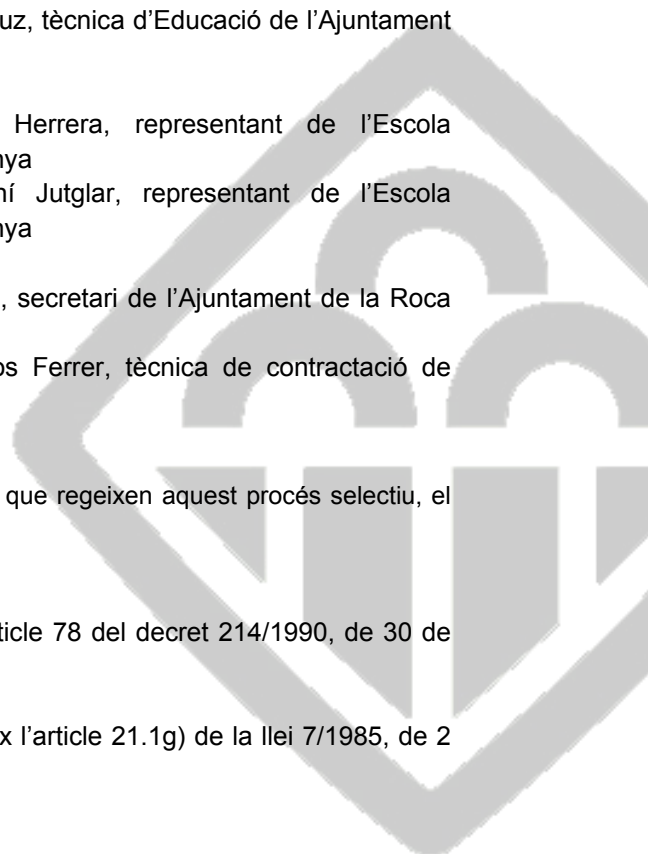 uz, tècnica d’Educació de l’Ajuntament
Herrera, representant de l’Escola
nya
ní Jutglar, representant de l’Escola
nya
, secretari de l’Ajuntament de la Roca
os Ferrer, tècnica de contractació de
que regeixen aquest procés selectiu, el
ticle 78 del decret 214/1990, de 30 de
x l’article 21.1g) de la llei 7/1985, de 2